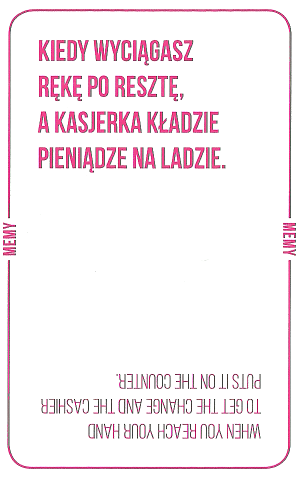 KIEDY WYCIĄGASZ
RĘKĘ PO RESZTĘ,
A KASJERKA KŁADZIE
PIENIĄDZE NA LADZIE.
MEMY
MEMY
WHEN YOU REACH YOUR HAND
TO GET THE CHANGE AND THE CASHIER
PUTS IT ON THE COUNTER.